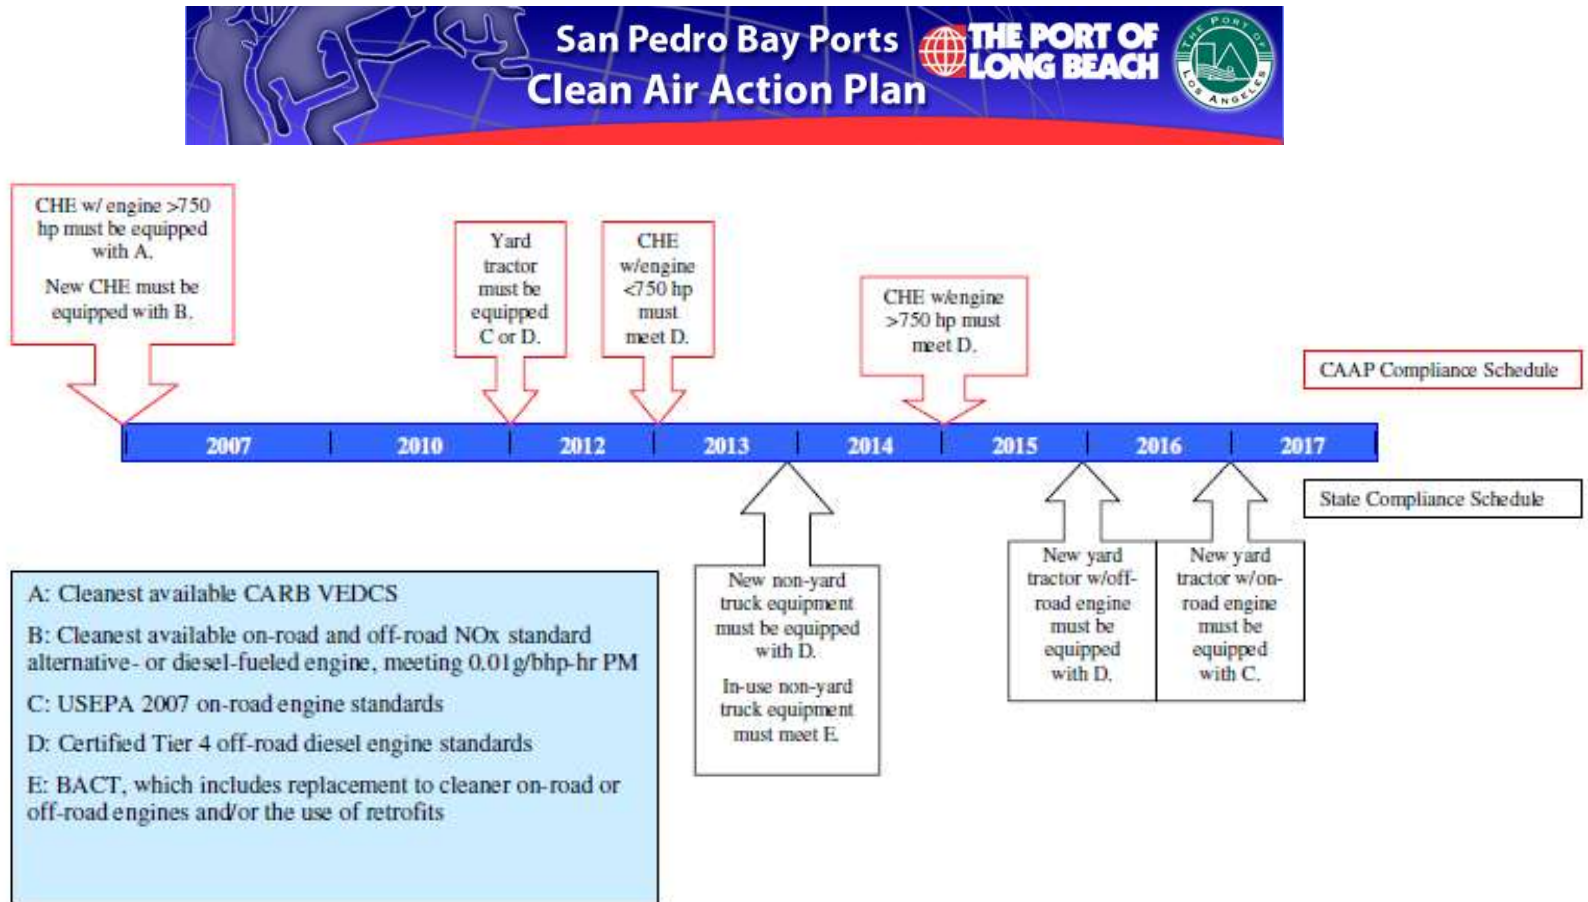 San Pedro Bay Ports
Clean Air Action Plan
THE PORT OF
LONG BEACH
THE PORT OF
LOS ANGELES
CHE w/ engine >750
hp must be equipped
with A.
New CHE must be
equipped with B.
Yard
tractor
must be
equipped
C or D.
CHE
w/engine
<750 hp
must
meet D.
CHE w/engine
>750 hp must
meet D.
CAAP Compliance Schedule
2007
2010
2012
2013
2014
2015
2016
2017
State Compliance Schedule
New non-yard
truck equipment
must be equipped
with D.
In-use non-yard
truck equipment
must meet E.
New yard
tractor w/off-
road engine
must be
equipped
with D.
New yard
tractor w/on-
road engine
must be
equipped
with C.
A: Cleanest available CARB VEDCS
B: Cleanest available on-road and off-road NOx standard
alternative- or diesel-fueled engine, meeting 0.01g/bhp-hr PM
C: USEPA 2007 on-road engine standards
D: Certified Tier 4 off-road diesel engine standards
E: BACT, which includes replacement to cleaner on-road or
off-road engines and/or the use of retrofits